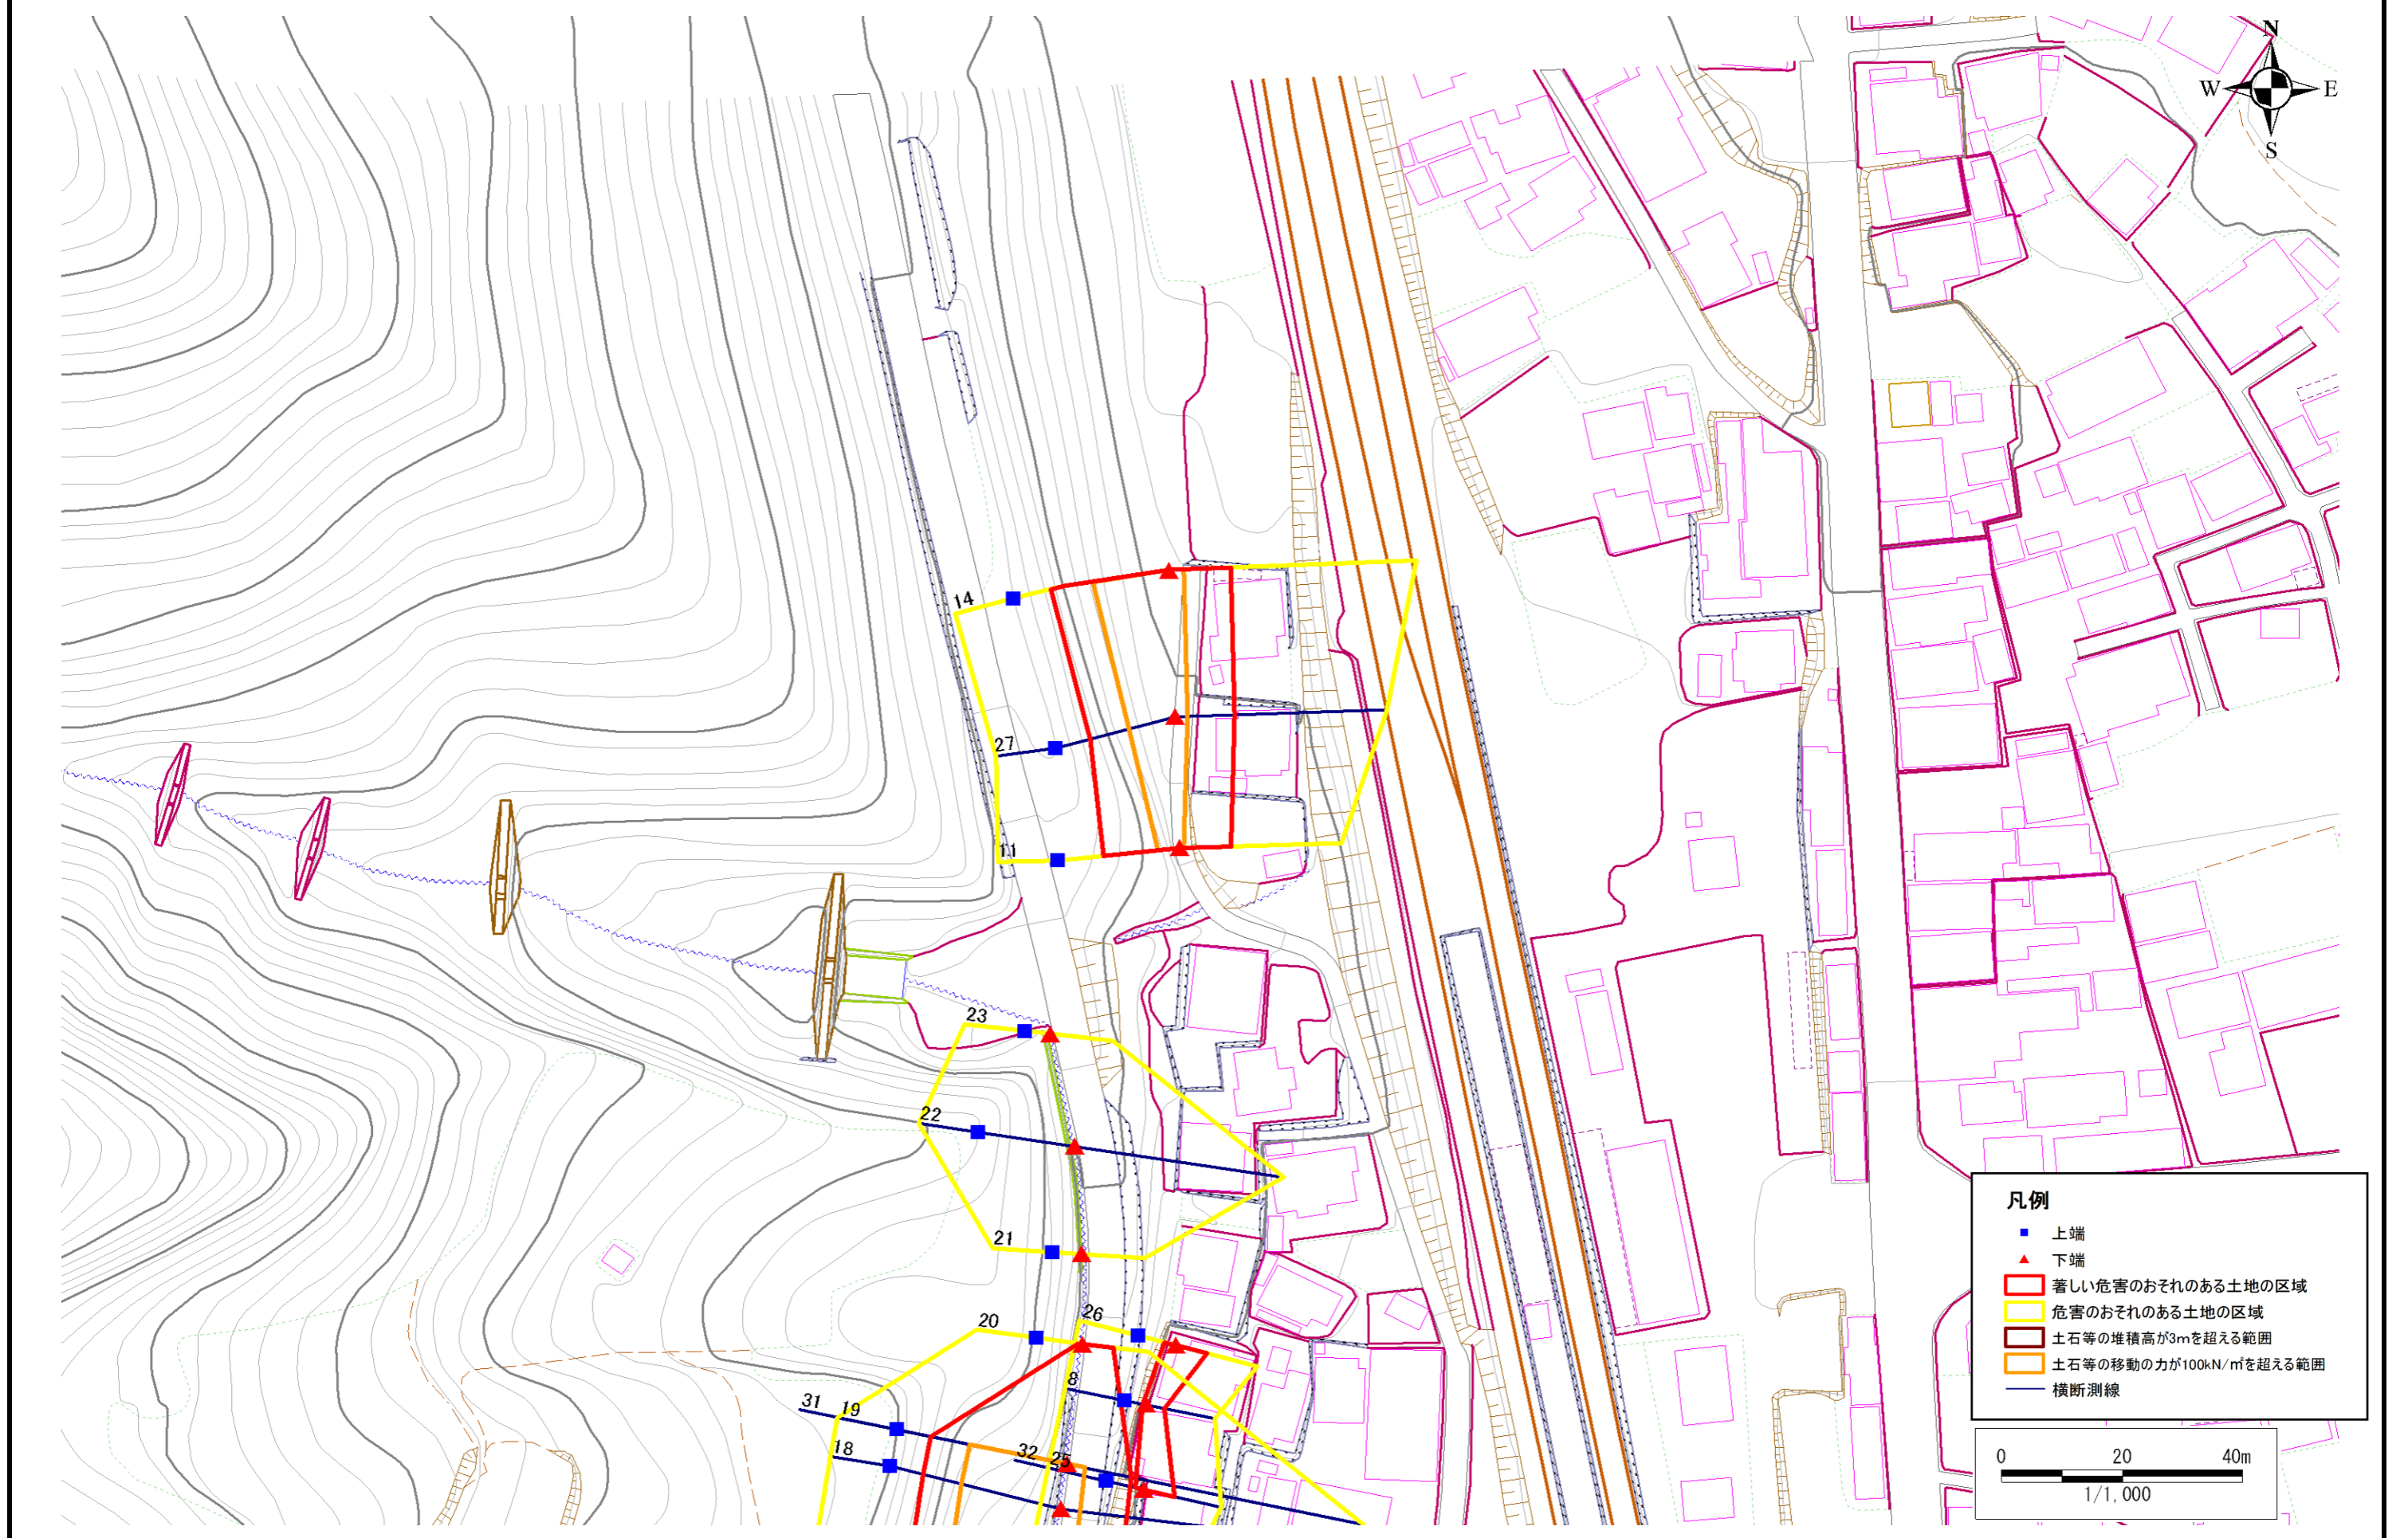 N
W E
S
14
27
11
23
22
21
20
26
8
31 19
18
32 25
凡例
上端
下端
著しい危害のおそれのある土地の区域
危害のおそれのある土地の区域
土石等の堆積高が3mを超える範囲
土石等の移動の力が100kN/㎡を超える範囲
横断測線
0 20 40m
1/1,000